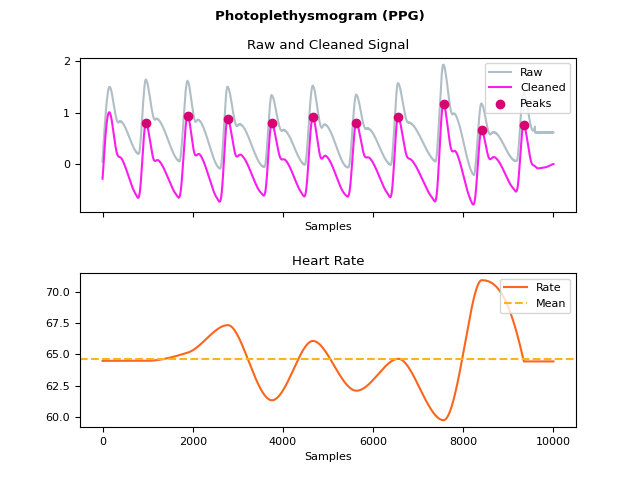 Photoplethysmogram (PPG)
Raw and Cleaned Signal
2
1
0
Raw
Cleaned
Peaks
Samples
Heart Rate
70.0
67.5
65.0
62.5
60.0
Rate
Mean
0 2000 4000 6000 8000 10000
Samples